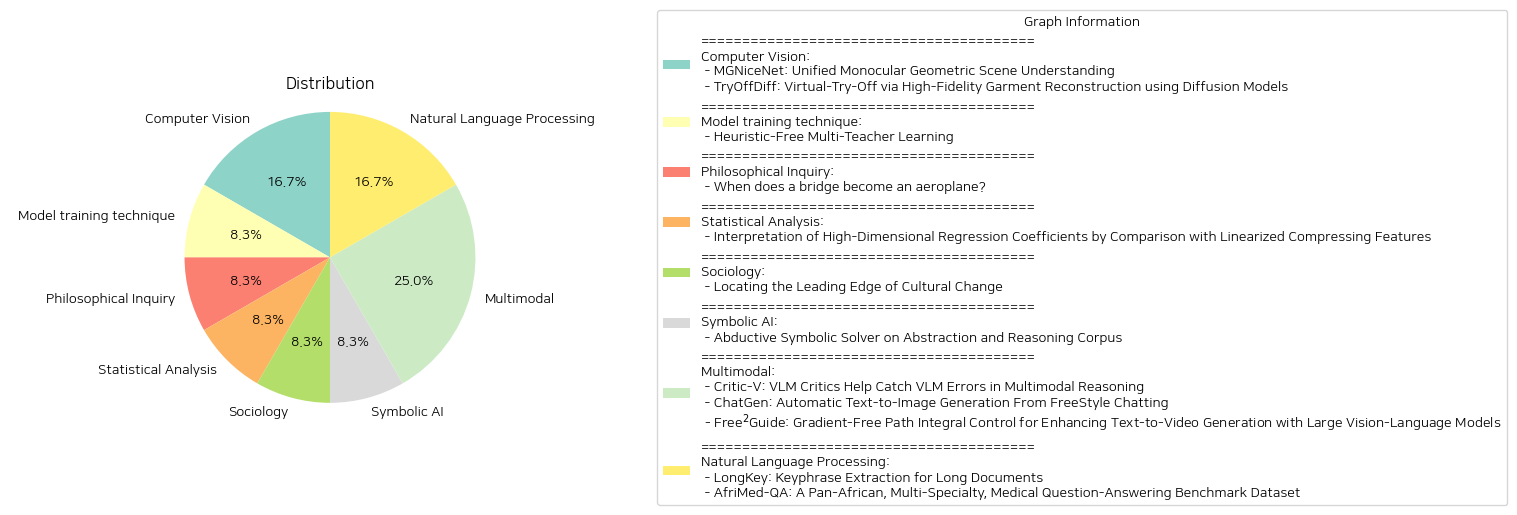 Distribution
Computer Vision
Natural Language Processing
16.7%
16.7%
Model training technique
8.3%
25.0%
Philosophical Inquiry
8.3%
Multimodal
8.3%
8.3%
8.3%
Statistical Analysis
Sociology
Symbolic AI
Graph Information
========================================
Computer Vision:
- MGNiceNet: Unified Monocular Geometric Scene Understanding
- TryOffDiff: Virtual-Try-Off via High-Fidelity Garment Reconstruction using Diffusion Models
========================================
Model training technique:
- Heuristic-Free Multi-Teacher Learning
========================================
Philosophical Inquiry:
- When does a bridge become an aeroplane?
========================================
Statistical Analysis:
- Interpretation of High-Dimensional Regression Coefficients by Comparison with Linearized Compressing Features
========================================
Sociology:
- Locating the Leading Edge of Cultural Change
========================================
Symbolic AI:
- Abductive Symbolic Solver on Abstraction and Reasoning Corpus
========================================
Multimodal:
- Critic-V: VLM Critics Help Catch VLM Errors in Multimodal Reasoning
- ChatGen: Automatic Text-to-Image Generation From FreeStyle Chatting
- Free²Guide: Gradient-Free Path Integral Control for Enhancing Text-to-Video Generation with Large Vision-Language Models
========================================
Natural Language Processing:
- LongKey: Keyphrase Extraction for Long Documents
- AfriMed-QA: A Pan-African, Multi-Specialty, Medical Question-Answering Benchmark Dataset